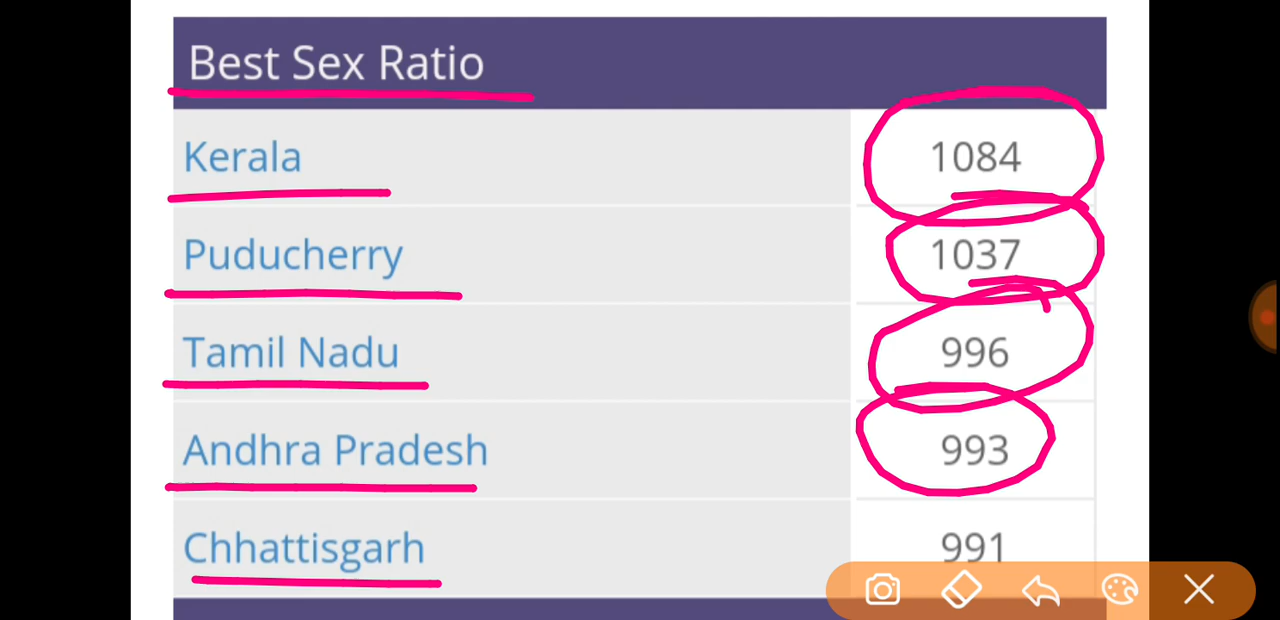 Best Sex Ratio
Kerala 1084
Puducherry 1037
Tamil Nadu 996
Andhra Pradesh 993
Chhattisgarh 991